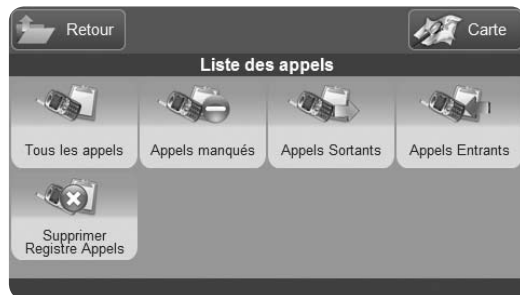 Retour
Carte
Liste des appels
Tous les appels
Appels manqués
Appels Sortants
Appels Entrants
Supprimer
Registre Appels